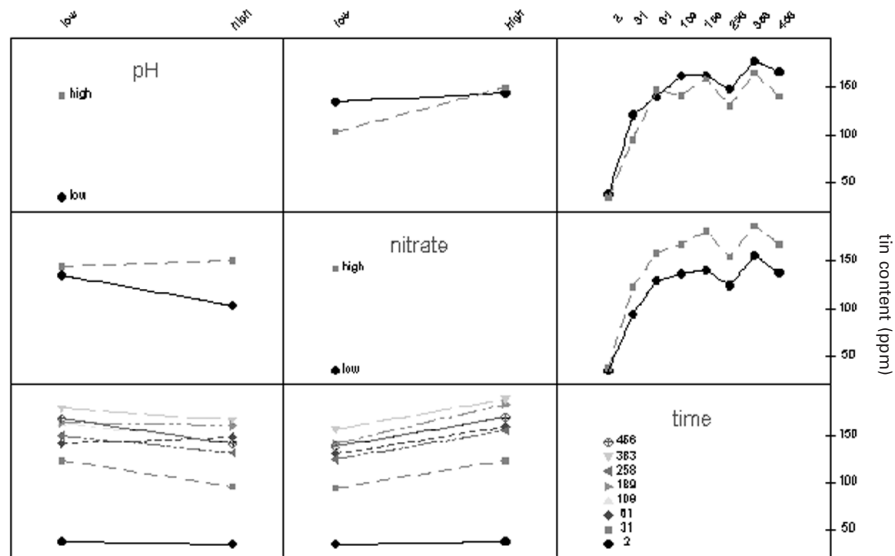 low high low high 2 31 61 109 189 258 383 456
pH
high
low
150
100
50
nitrate
high
low
150
100
50
tin content (ppm)
time
456
383
258
189
109
61
31
2
150
100
50